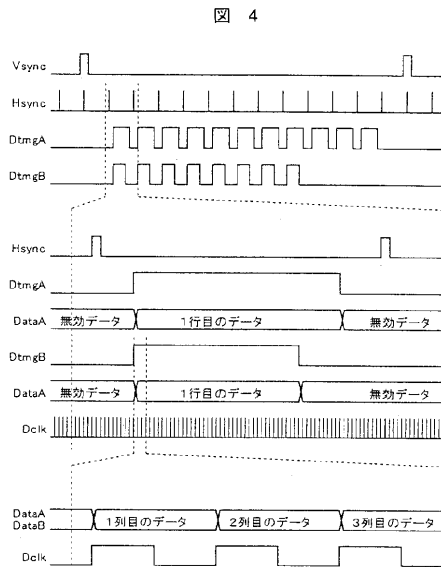 図 4
Vsync
Hsync
DtmgA
DtmgB
Hsync
DtmgA
DataA 無効データ 1行目のデータ 無効データ
DtmgB
DataA 無効データ 1行目のデータ 無効データ
Dclk
DataA
DataB 1列目のデータ 2列目のデータ 3列目のデータ
Dclk